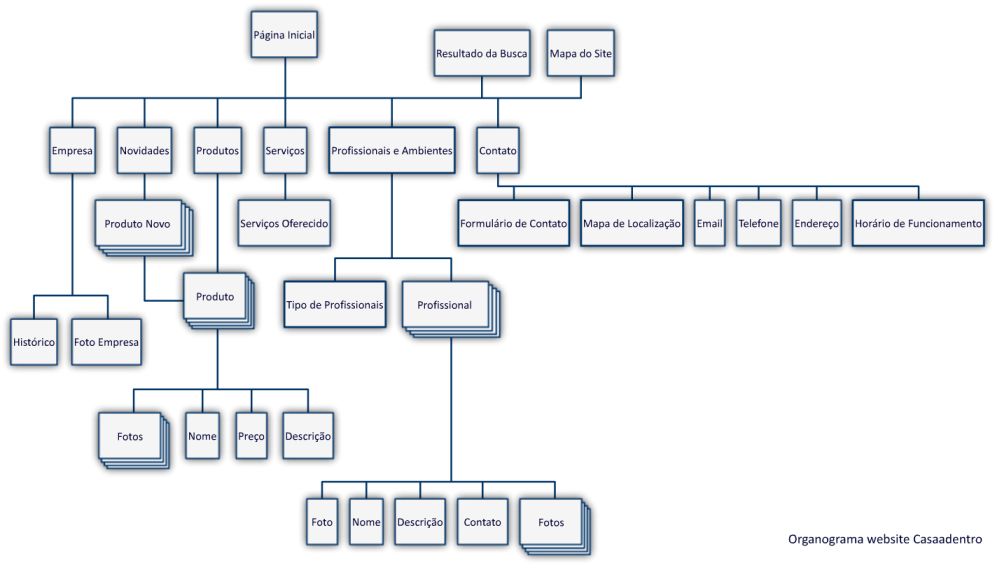 Página Inicial
Resultado da Busca
Mapa do Site
Empresa
Novidades
Produtos
Serviços
Profissionais e Ambientes
Contato
Produto Novo
Serviços Oferecido
Formulário de Contato
Mapa de Localização
Email
Telefone
Endereço
Horário de Funcionamento
Produto
Tipo de Profissionais
Profissional
Histórico
Foto Empresa
Fotos
Nome
Preço
Descrição
Foto
Nome
Descrição
Contato
Fotos
Organograma website Casaadentro